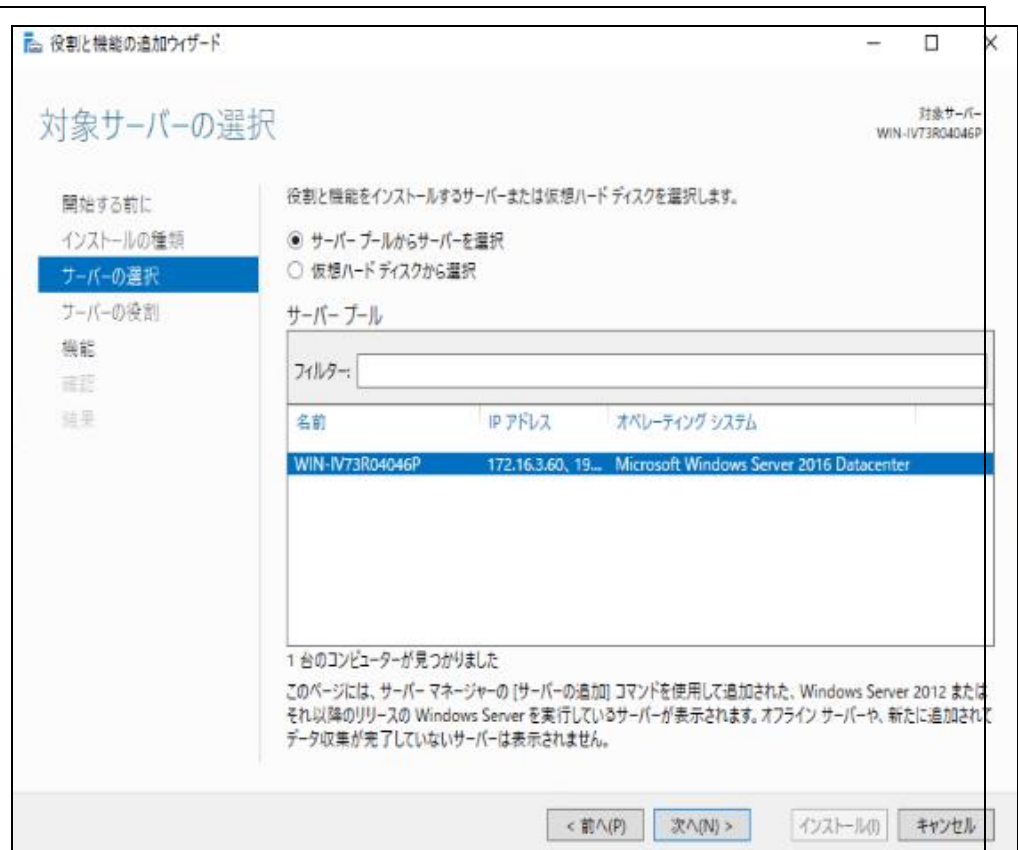 役割と機能の追加ウィザード
対象サーバーの選択
対象サーバー
WIN-IV73R04046P
開始する前に
インストールの種類
サーバーの選択
サーバーの役割
機能
確認
結果
役割と機能をインストールするサーバーまたは仮想ハード ディスクを選択します。
サーバー プールからサーバーを選択
仮想ハード ディスクから選択
サーバー プール
フィルター:
名前 IP アドレス オペレーティング システム
WIN-IV73R04046P 172.16.3.60、19... Microsoft Windows Server 2016 Datacenter
1 台のコンピューターが見つかりました
このページには、サーバー マネージャーの [サーバーの追加] コマンドを使用して追加された、Windows Server 2012 または
それ以降のリリースの Windows Server を実行しているサーバーが表示されます。オフライン サーバーや、新たに追加されて
データ収集が完了していないサーバーは表示されません。
< 前へ(P) 次へ(N) > インストール(I) キャンセル